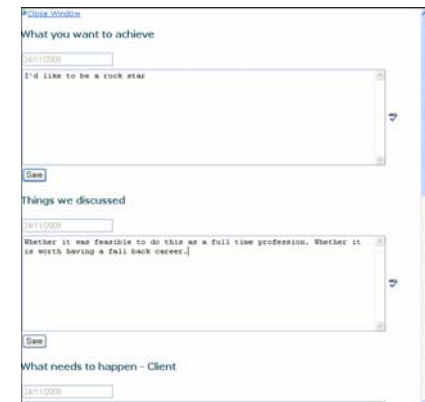 Close Window
What you want to achieve
24/11/2009
I'd like to be a rock star
Save
Things we discussed
24/11/2009
Whether it was feasible to do this as a full time profession. Whether it
is worth having a fall back career.
Save
What needs to happen - Client
24/11/2009